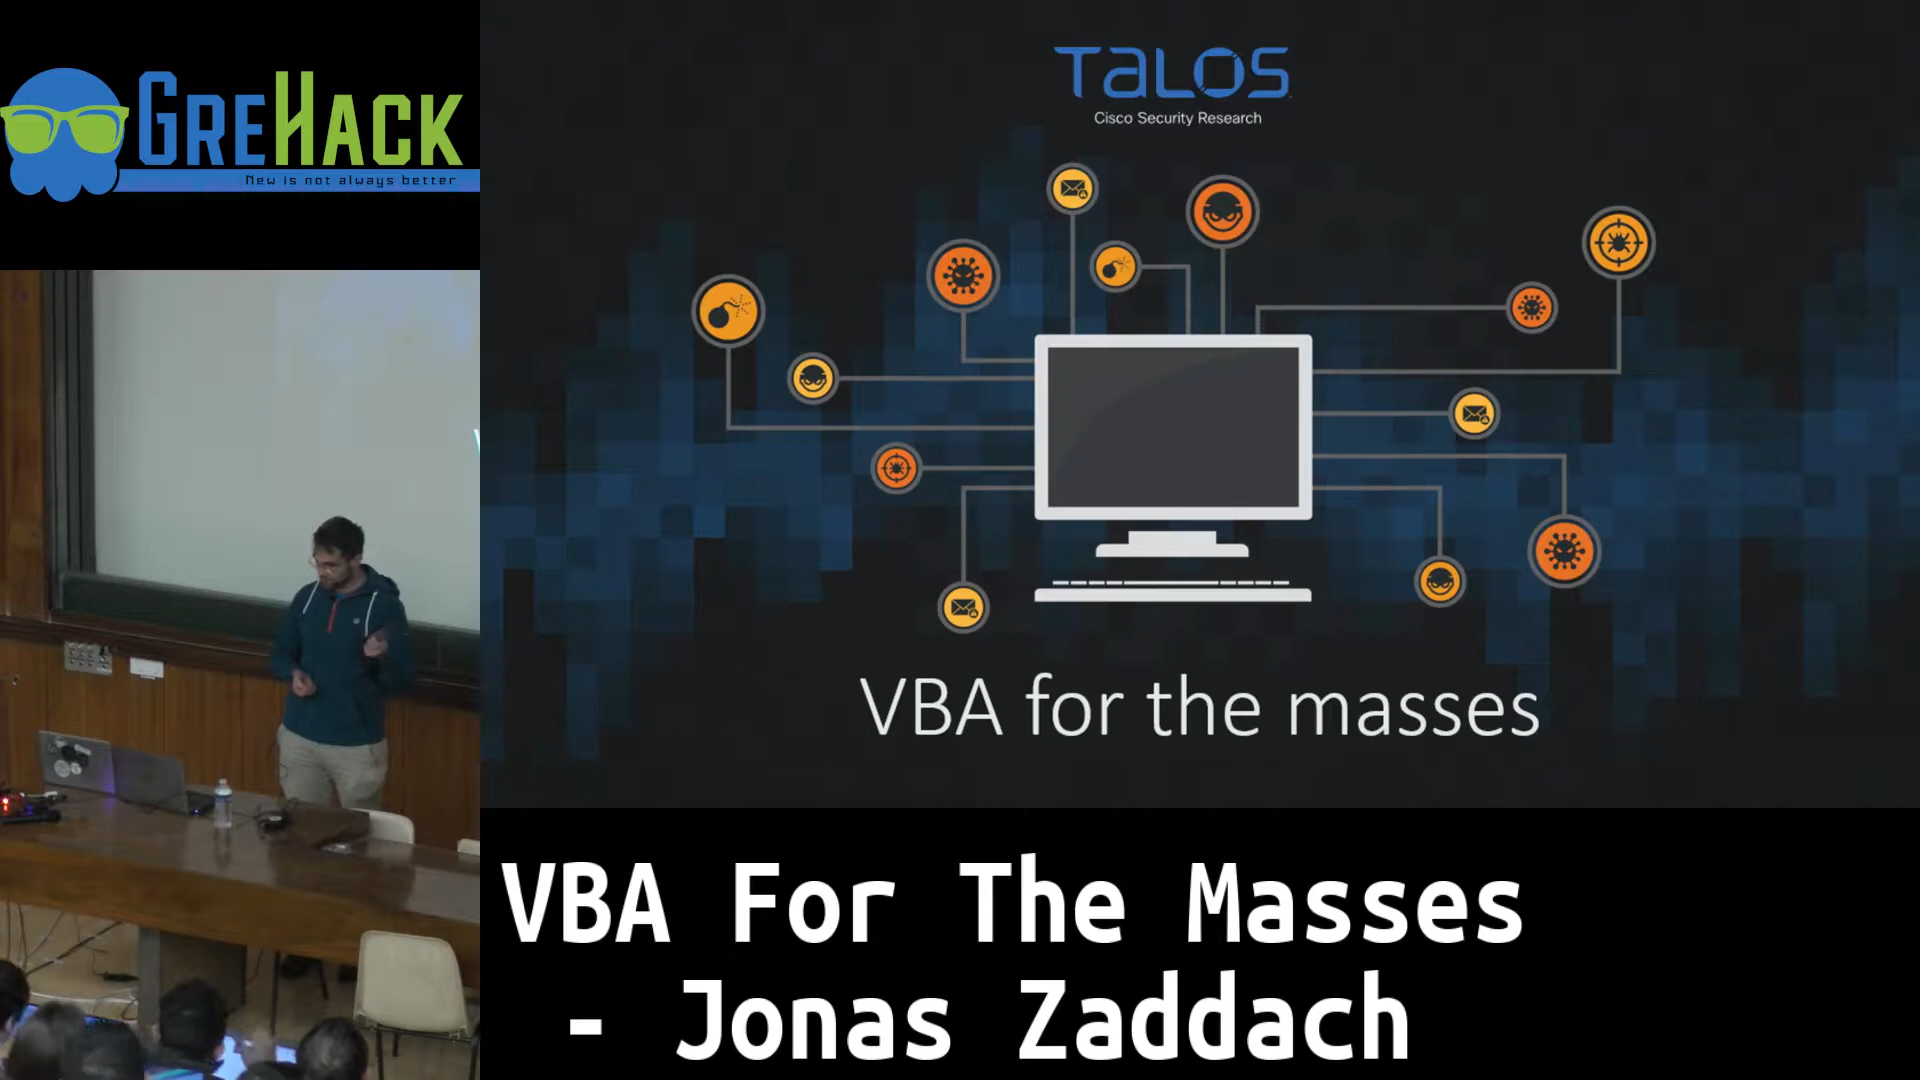 GREHACK
New is not always better
TALOS
Cisco Security Research
VBA for the masses
VBA For The Masses
- Jonas Zaddach